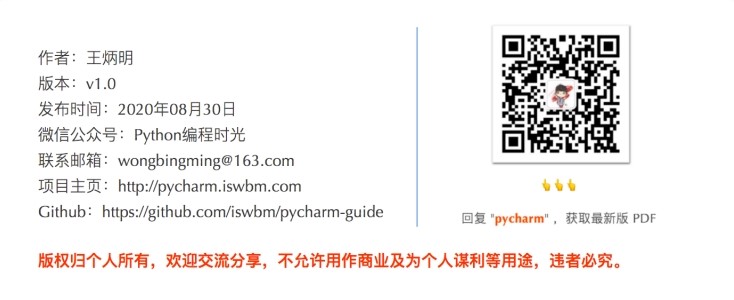 作者：王炳明
版本：v1.0
发布时间：2020年08月30日
微信公众号：Python编程时光
联系邮箱：wongbingming@163.com
项目主页：http://pycharm.iswbm.com
Github：https://github.com/iswbm/pycharm-guide
回复 "pycharm" ，获取最新版 PDF
版权归个人所有，欢迎交流分享，不允许用作商业及为个人谋利等用途，违者必究。